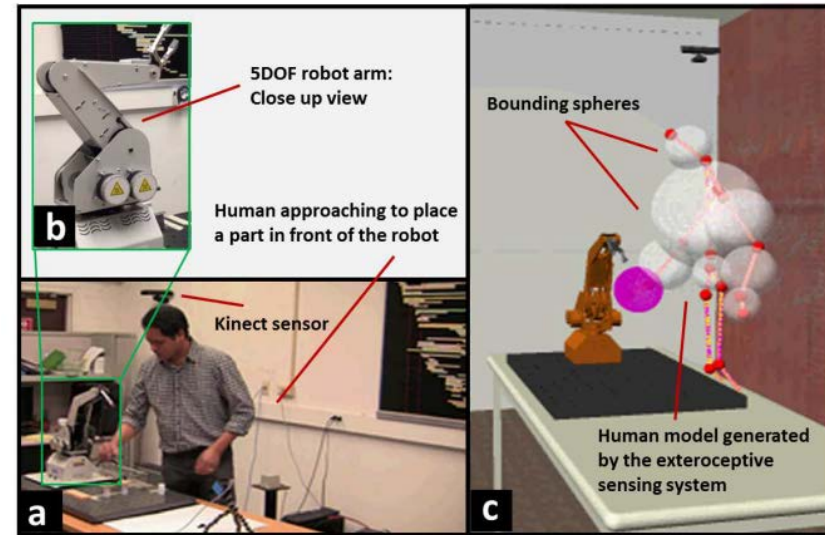 5DOF robot arm:
Close up view
b
Human approaching to place
a part in front of the robot
Kinect sensor
a
Bounding spheres
Human model generated
by the exteroceptive
sensing system
c